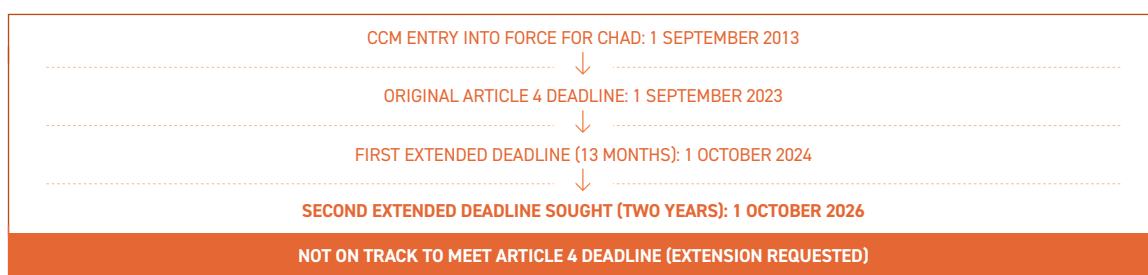 CCM ENTRY INTO FORCE FOR CHAD: 1 SEPTEMBER 2013
ORIGINAL ARTICLE 4 DEADLINE: 1 SEPTEMBER 2023
FIRST EXTENDED DEADLINE (13 MONTHS): 1 OCTOBER 2024
SECOND EXTENDED DEADLINE SOUGHT (TWO YEARS): 1 OCTOBER 2026
NOT ON TRACK TO MEET ARTICLE 4 DEADLINE (EXTENSION REQUESTED)